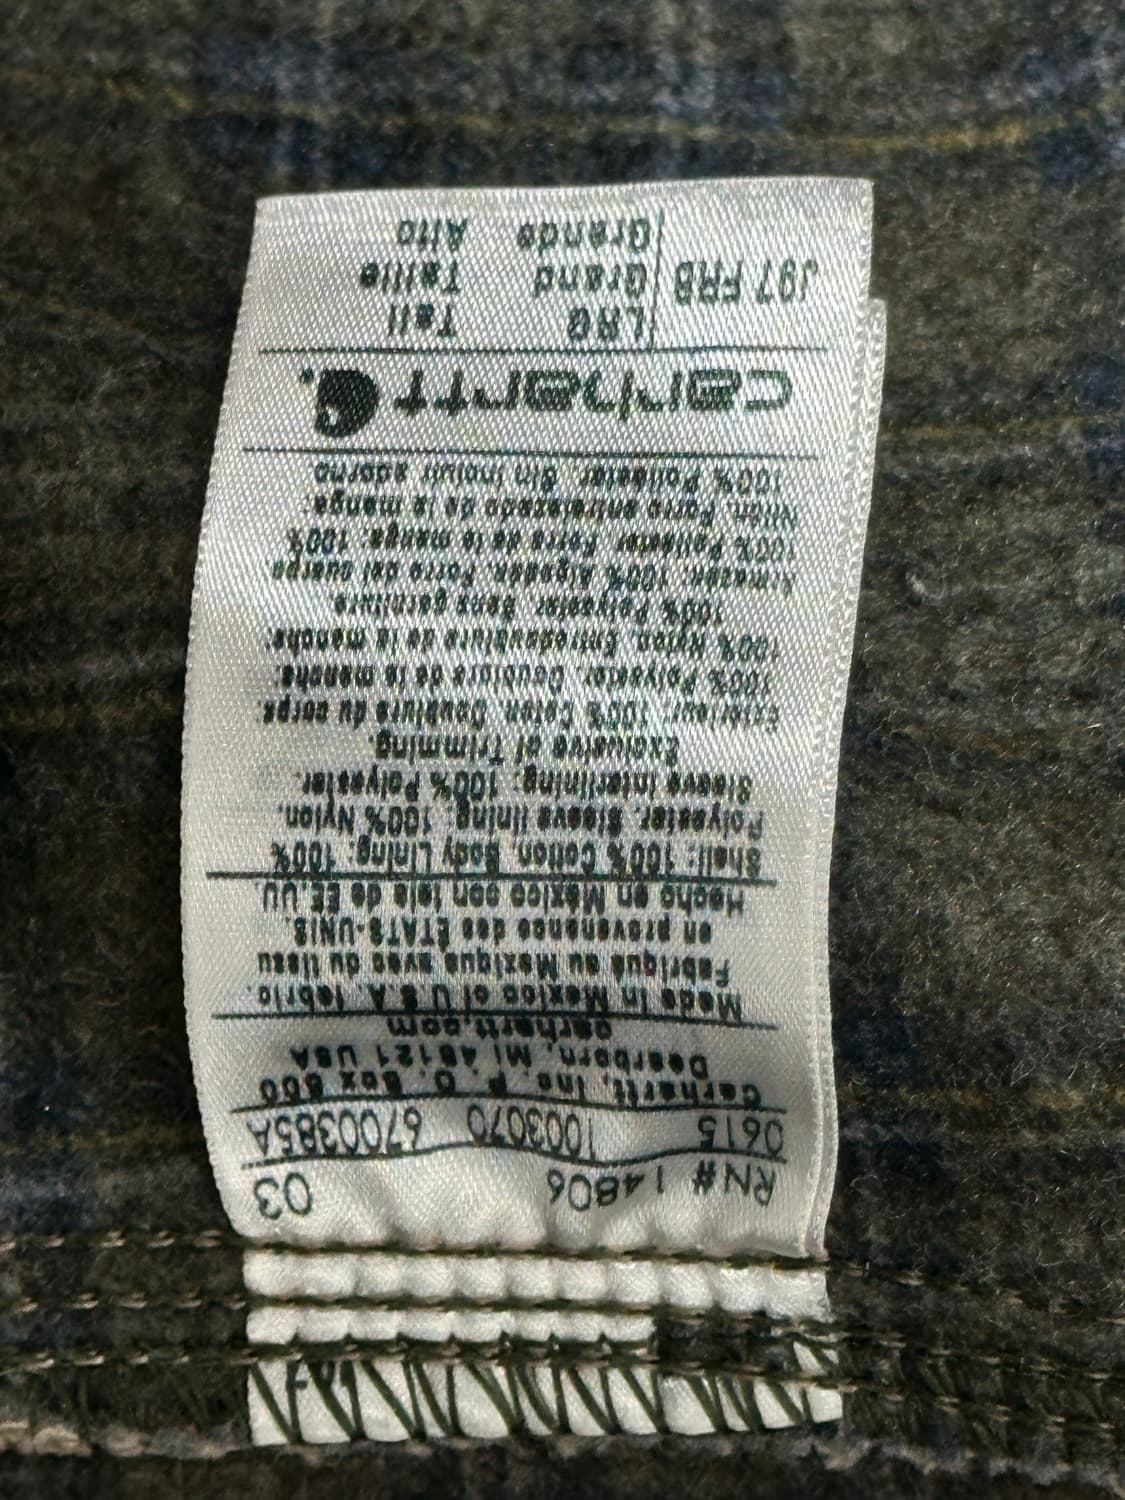 RN# 14806 03
0615 1003070 6700385A
Carhartt, Inc. P. O. Box 600
Dearborn, MI 48121 USA
carhartt.com
Made in Mexico of U.S.A. fabric.
Fabriqué au Mexique avec du tissu
en provenance des ÉTATS-UNIS
Hecho en México con tela de EE.UU.
Shell: 100% Cotton. Body Lining: 100%
Polyester. Sleeve lining: 100% Nylon.
Sleeve interlining: 100% Polyester.
Exclusive of Trimming.
Extérieur: 100% Coton. Doublure du corps
100% Polyester. Doublure de la manche
100% Nylon. Entredoublure de la manche:
100% Polyester. Sans garniture
Armazón: 100% Algodón. Forro del cuerpo
100% Poliéster. Forro de la manga: 100%
Nilón. Forro entrelazado de la manga:
100% Poliéster. Sin incluir adorno
carhartt
J97 FRB LRG Tall
Grand Taille
Grande Alto